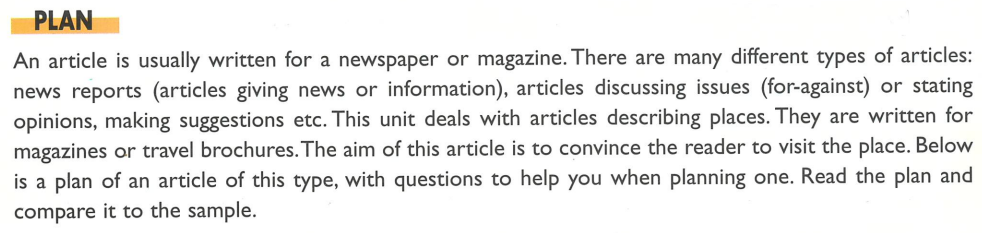 PLAN
An article is usually written for a newspaper or magazine. There are many different types of articles:
news reports (articles giving news or information), articles discussing issues (for-against) or stating
opinions, making suggestions etc. This unit deals with articles describing places. They are written for
magazines or travel brochures. The aim of this article is to convince the reader to visit the place. Below
is a plan of an article of this type, with questions to help you when planning one. Read the plan and
compare it to the sample.